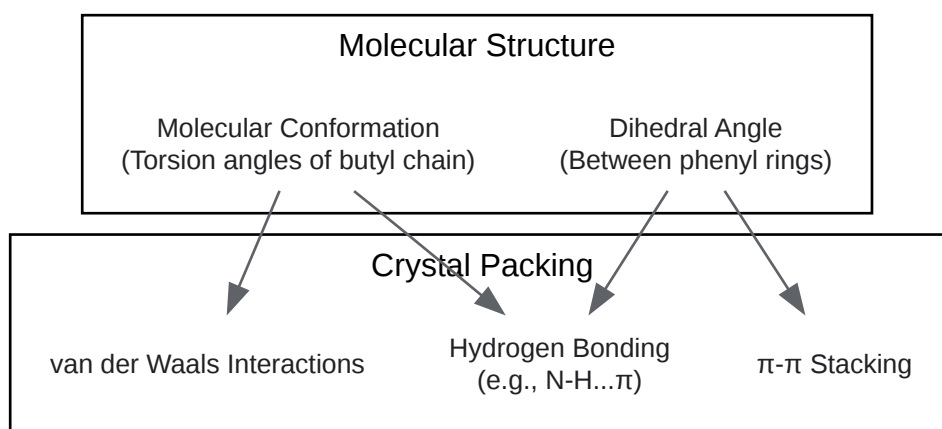 Molecular Structure
Molecular Conformation
(Torsion angles of butyl chain)
Dihedral Angle
(Between phenyl rings)
Crystal Packing
van der Waals Interactions
Hydrogen Bonding
(e.g., N-H...π)
π-π Stacking